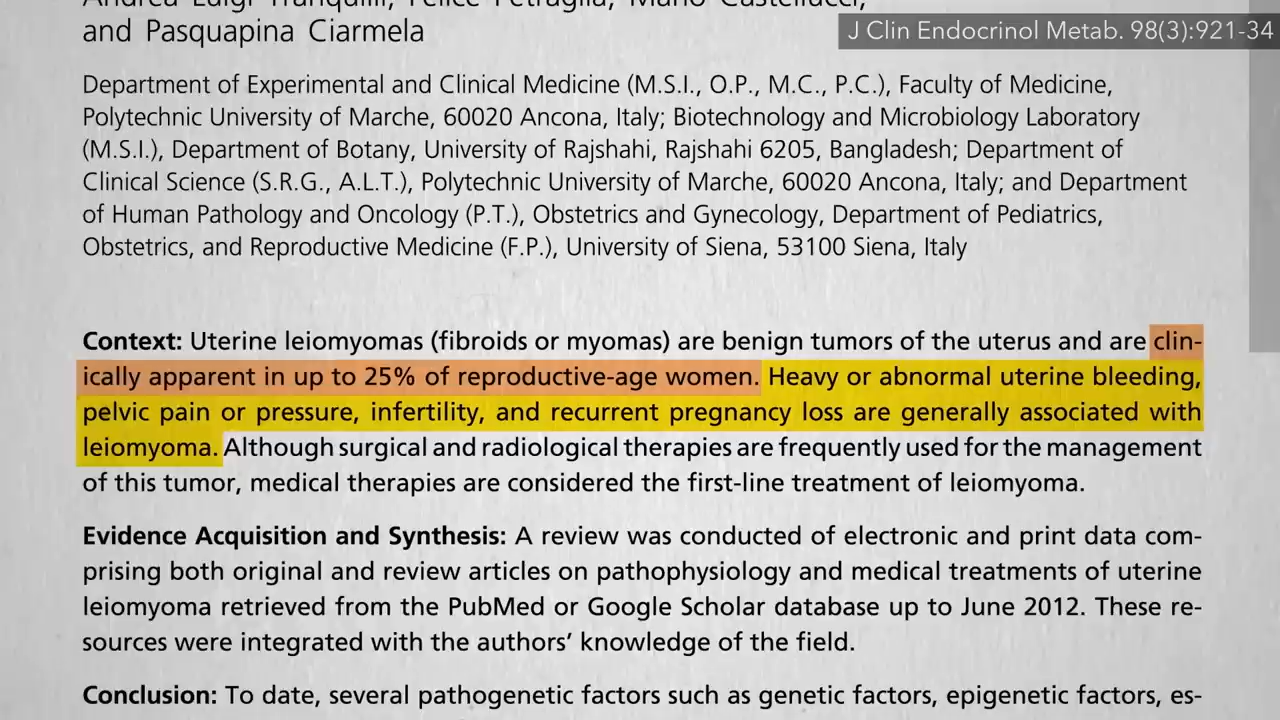 Andrea Luigi Tranquilli, Felice Petraglia, Mario Castellucci,
and Pasquapina Ciarmela
J Clin Endocrinol Metab. 98(3):921-34
Department of Experimental and Clinical Medicine (M.S.I., O.P., M.C., P.C.), Faculty of Medicine,
Polytechnic University of Marche, 60020 Ancona, Italy; Biotechnology and Microbiology Laboratory
(M.S.I.), Department of Botany, University of Rajshahi, Rajshahi 6205, Bangladesh; Department of
Clinical Science (S.R.G., A.L.T.), Polytechnic University of Marche, 60020 Ancona, Italy; and Department
of Human Pathology and Oncology (P.T.), Obstetrics and Gynecology, Department of Pediatrics,
Obstetrics, and Reproductive Medicine (F.P.), University of Siena, 53100 Siena, Italy
Context: Uterine leiomyomas (fibroids or myomas) are benign tumors of the uterus and are clin-
ically apparent in up to 25% of reproductive-age women. Heavy or abnormal uterine bleeding,
pelvic pain or pressure, infertility, and recurrent pregnancy loss are generally associated with
leiomyoma. Although surgical and radiological therapies are frequently used for the management
of this tumor, medical therapies are considered the first-line treatment of leiomyoma.
Evidence Acquisition and Synthesis: A review was conducted of electronic and print data com-
prising both original and review articles on pathophysiology and medical treatments of uterine
leiomyoma retrieved from the PubMed or Google Scholar database up to June 2012. These re-
sources were integrated with the authors' knowledge of the field.
Conclusion: To date, several pathogenetic factors such as genetic factors, epigenetic factors, es-